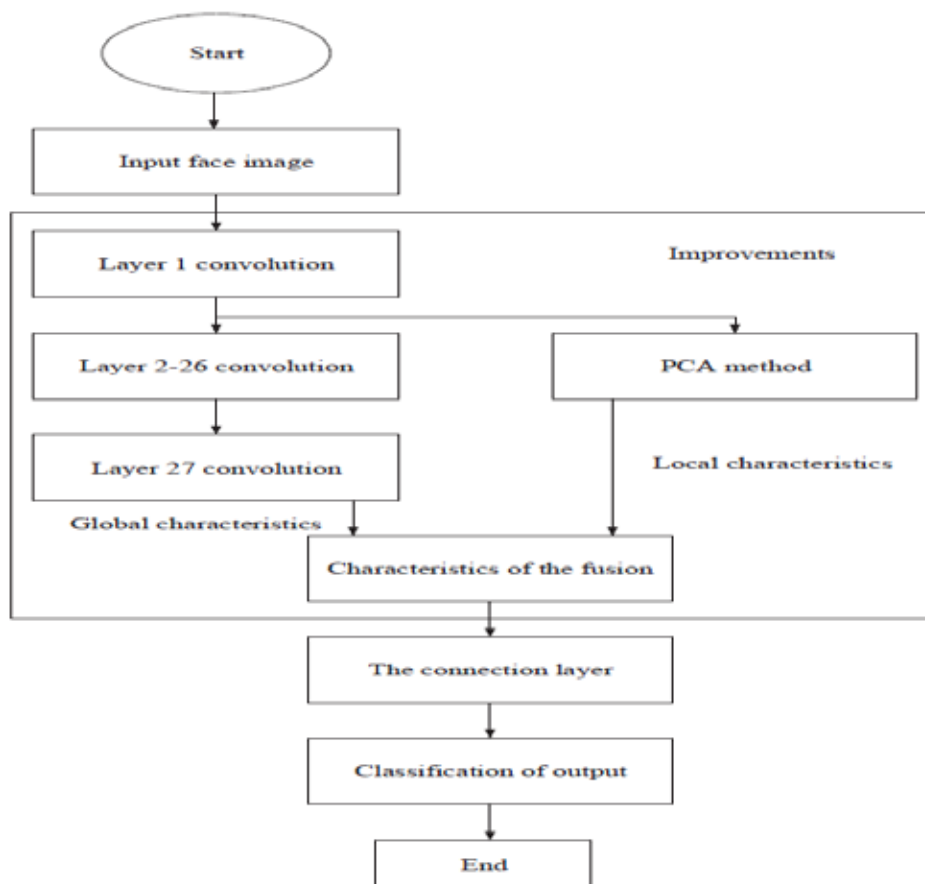 Start
Input face image
Layer 1 convolution
Improvements
Layer 2-26 convolution
PCA method
Layer 27 convolution
Local characteristics
Global characteristics
Characteristics of the fusion
The connection layer
Classification of output
End